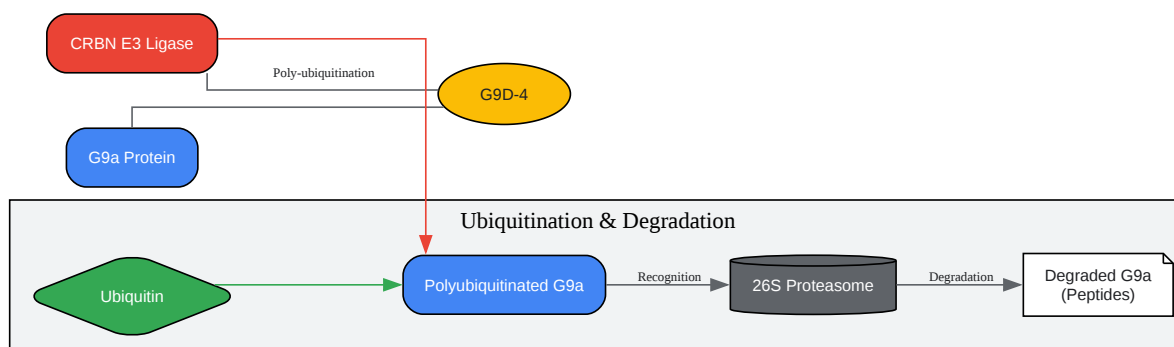 CRBN E3 Ligase
Poly-ubiquitination
G9D-4
G9a Protein
Ubiquitination & Degradation
Ubiquitin
Polyubiquitinated G9a
Recognition
26S Proteasome
Degradation
Degraded G9a
(Peptides)